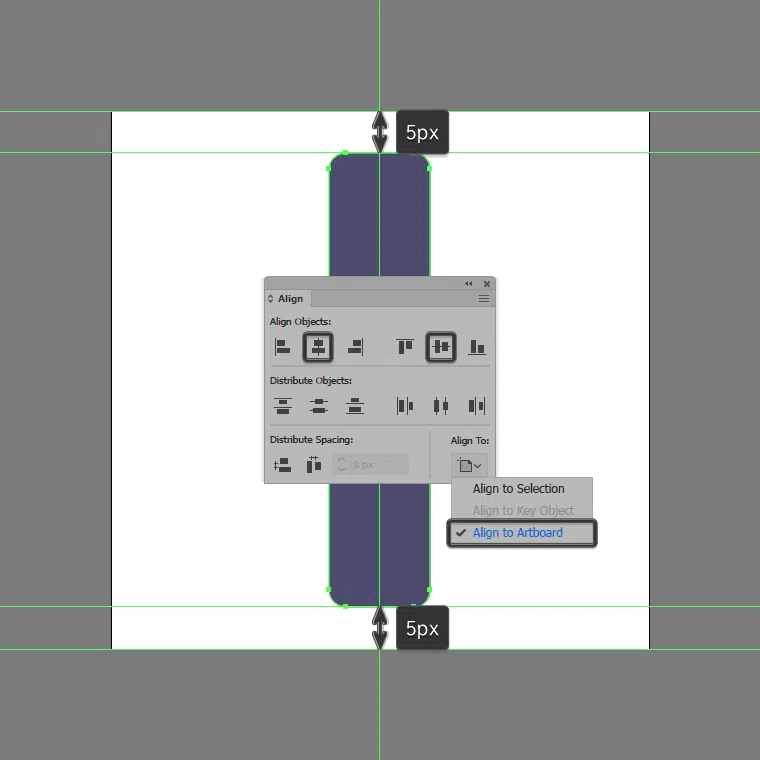 5px
Align
Align Objects:
Distribute Objects:
Distribute Spacing:
Align To:
0 px
Align to Selection
Align to Key Object
Align to Artboard
5px